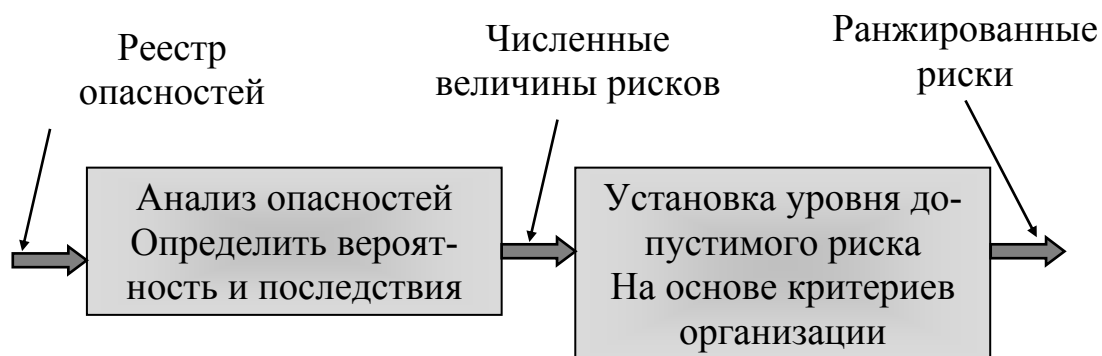 Реестр
опасностей
Численные
величины рисков
Ранжированные
риски
Анализ опасностей
Определить вероят-
ность и последствия
Установка уровня до-
пустимого риска
На основе критериев
организации